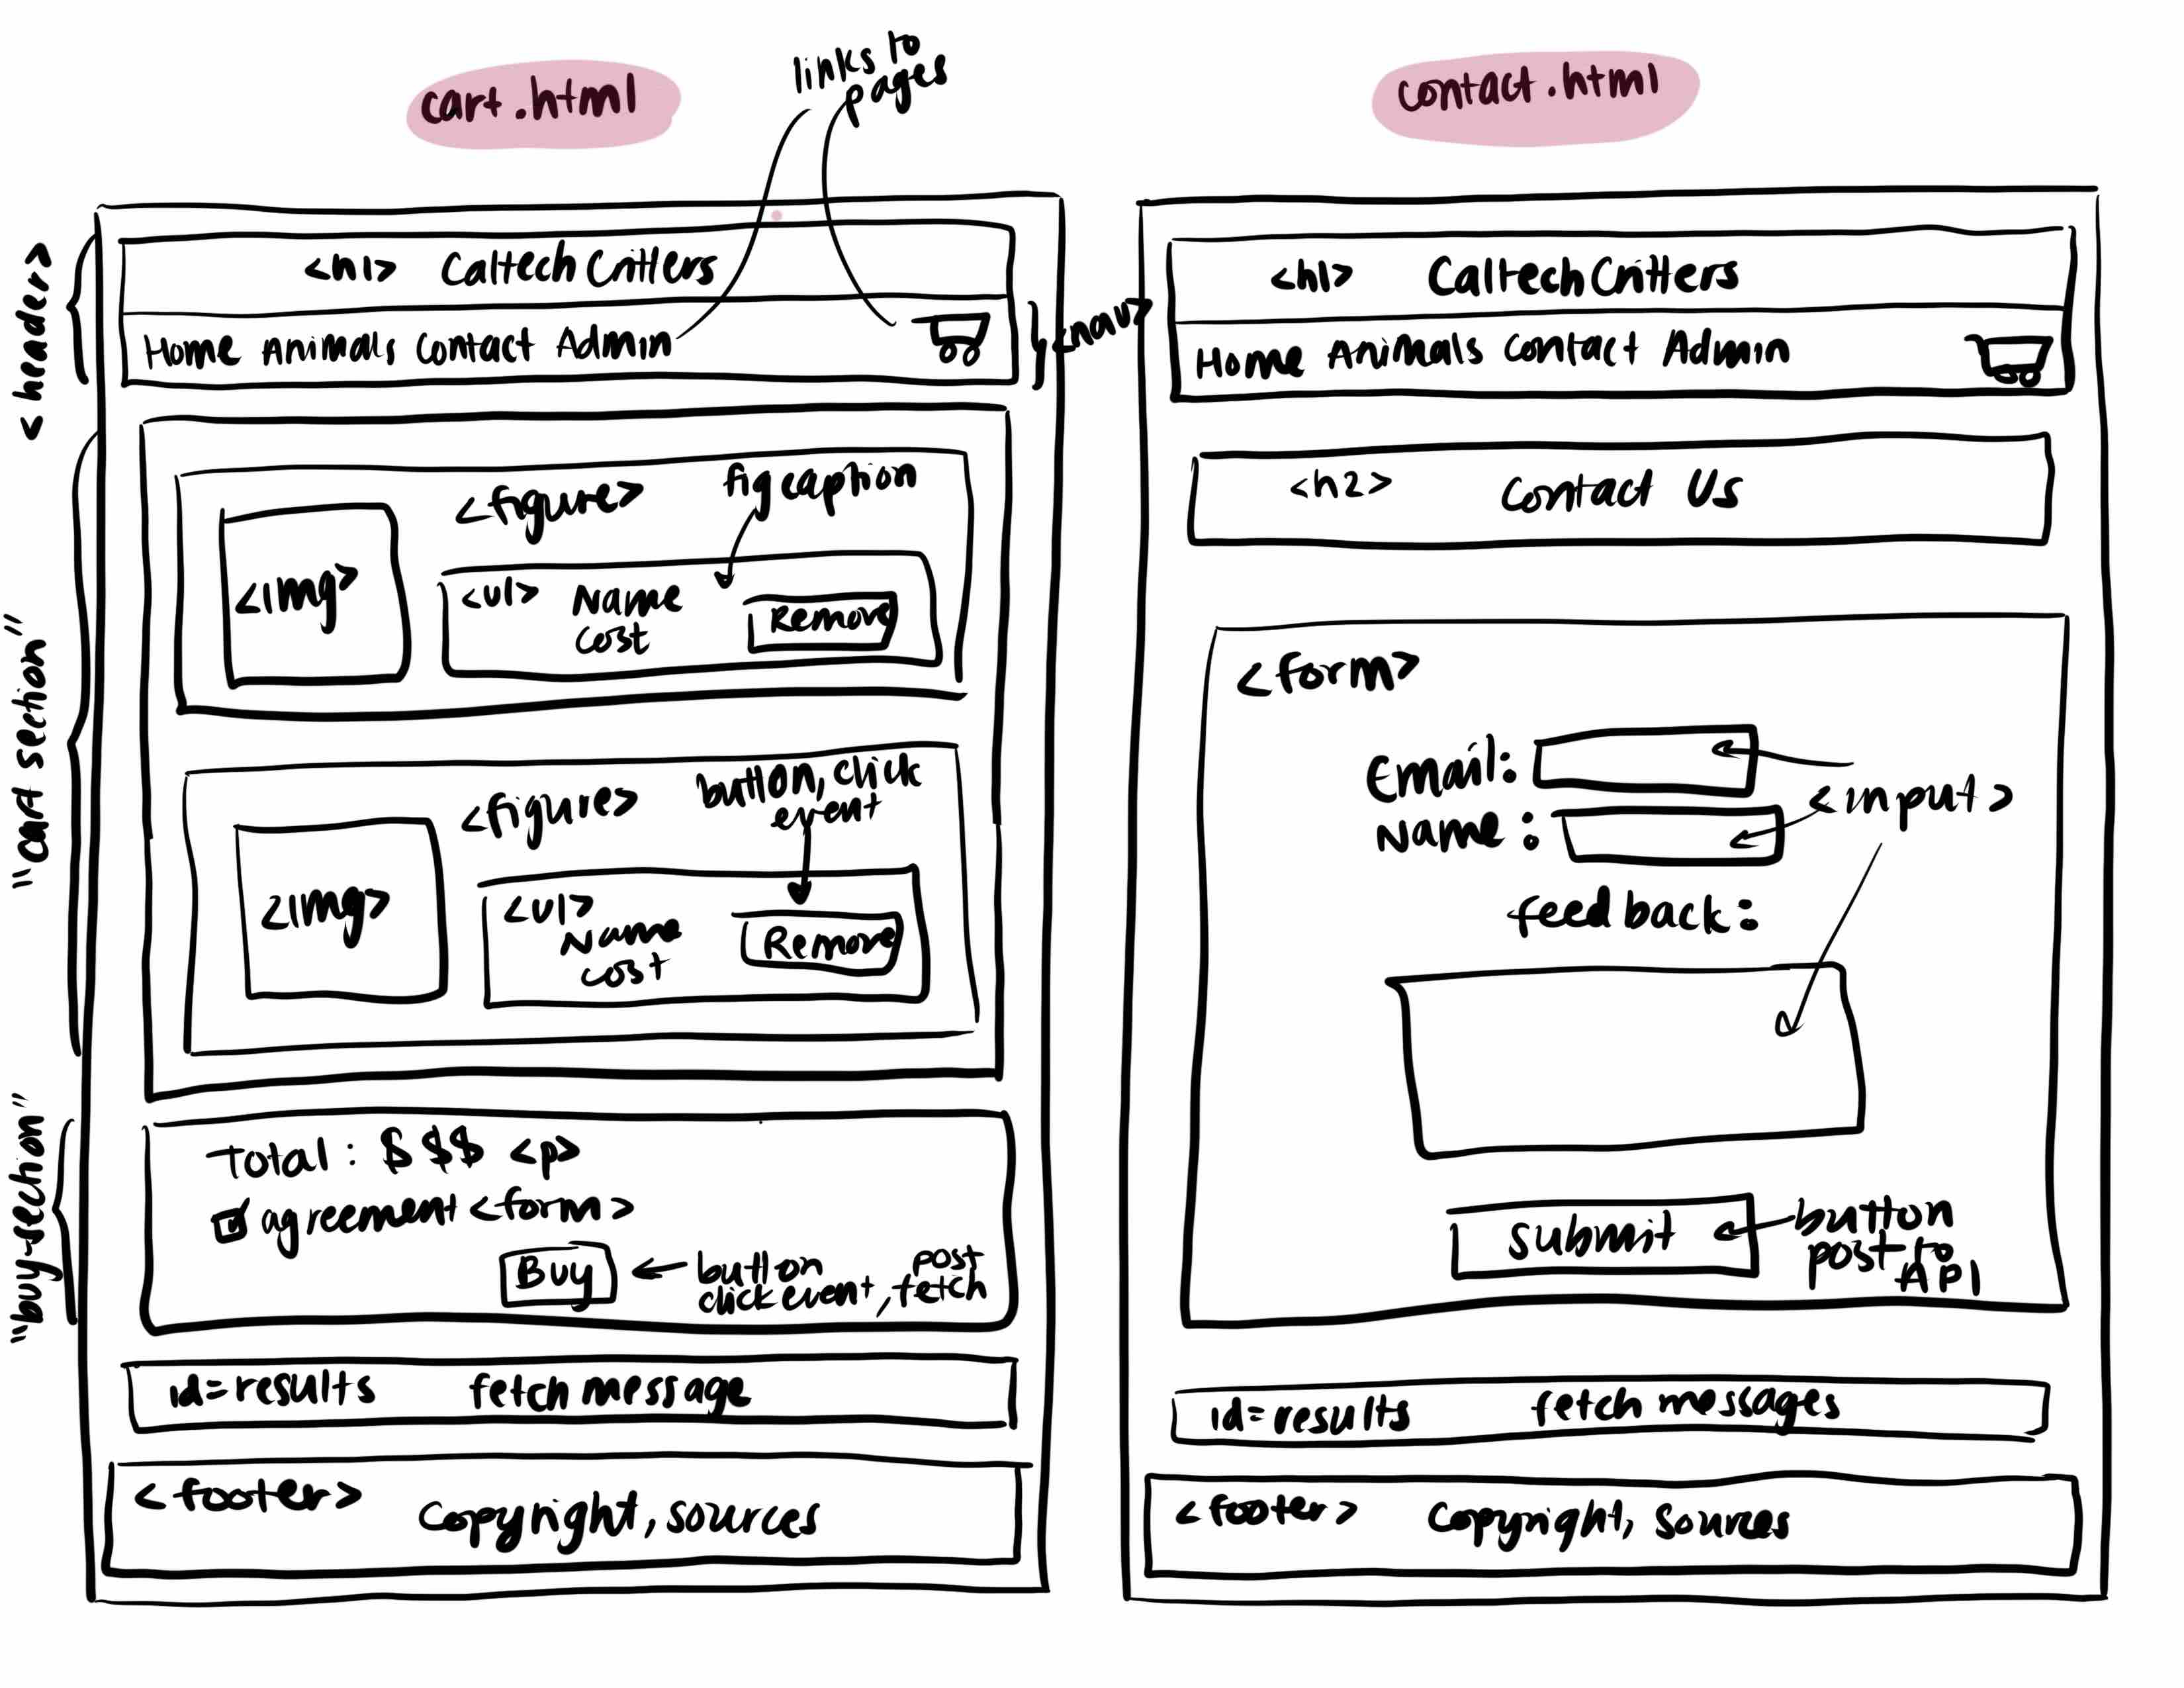 cart.html
links to
pages
<header>
<h1> Caltech Critters
Home Animals Contact Admin
<nav>
"cart section"
<figure>
figcaption
<img>
<ul> Name
cost
Remove
<figure>
button, click
event
<img>
<ul>
Name
cost
Remove
"buy-section"
Total: $$$ <p>
agreement <form>
Buy
button
click event, post
fetch
id=results fetch message
<footer> Copyright, sources
contact.html
<h1> Caltech Critters
Home Animals Contact Admin
<h2> Contact Us
<form>
Email:
Name:
<input>
feedback:
submit
button
post to
API
id=results fetch messages
<footer> Copyright, Sources